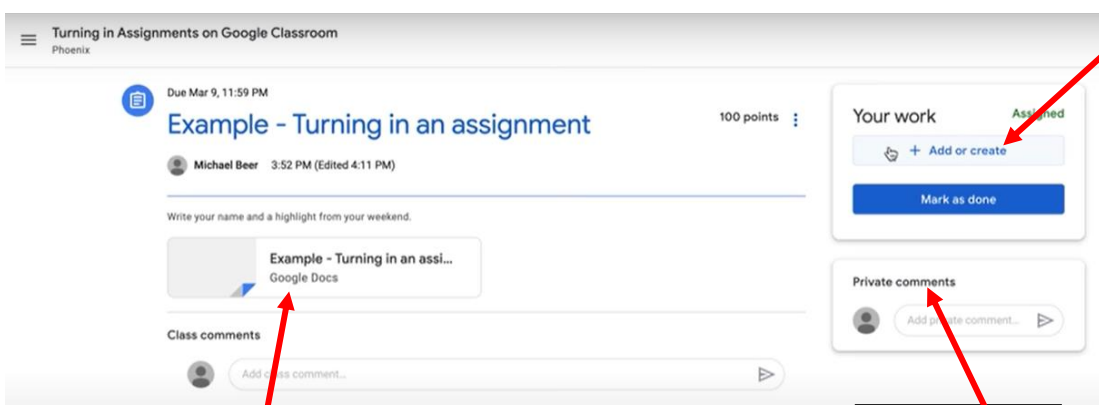 Turning in Assignments on Google Classroom
Phoenix
Due Mar 9, 11:59 PM
Example - Turning in an assignment
100 points
Michael Beer 3:52 PM (Edited 4:11 PM)
Write your name and a highlight from your weekend.
Example - Turning in an assi...
Google Docs
Class comments
Add class comment...
Your work
Assigned
+ Add or create
Mark as done
Private comments
Add private comment...